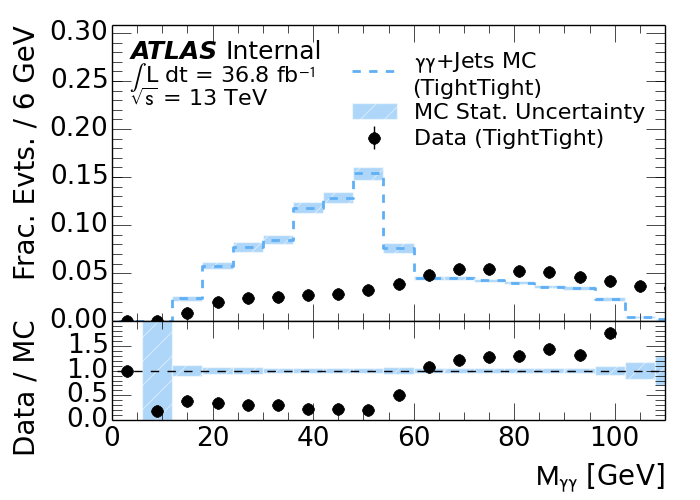 Frac. Evts. / 6 GeV
0.30
0.25
0.20
0.15
0.10
0.05
0.00
ATLAS Internal
∫L dt = 36.8 fb⁻¹
√s = 13 TeV
γγ+Jets MC
(TightTight)
MC Stat. Uncertainty
Data (TightTight)
Data / MC
1.5
1.0
0.5
0.0
0 20 40 60 80 100
Mγγ [GeV]